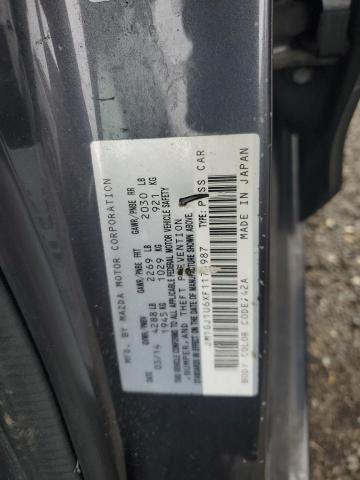 MFD. BY MAZDA MOTOR CORPORATION
GVWR/PNBV GAWR/PNBE FRT GAWR/PNBE RR
03/14 4288 LB 2269 LB 2030 LB
1945 KG 1029 KG 921 KG
THIS VEHICLE CONFORMS TO ALL APPLICABLE FEDERAL MOTOR VEHICLE SAFETY
,BUMPER,AND THEFT PREVENTION
STANDARDS IN EFFECT ON THE DATE OF MANUFACTURE SHOWN ABOVE.
TYPE: PASS CAR
BODY COLOR CODE:42A MADE IN JAPAN